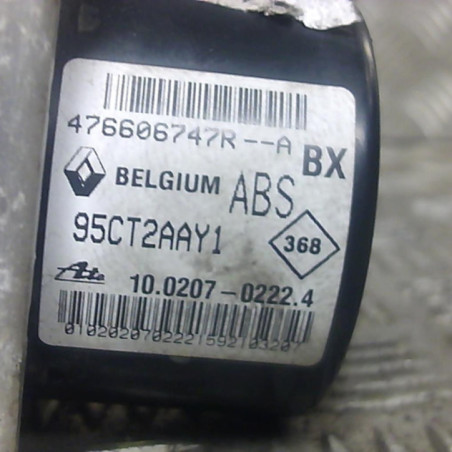 476606747R--A
BX
BELGIUM ABS
95CT2AAY1
368
Ate 10.0207-0222.4